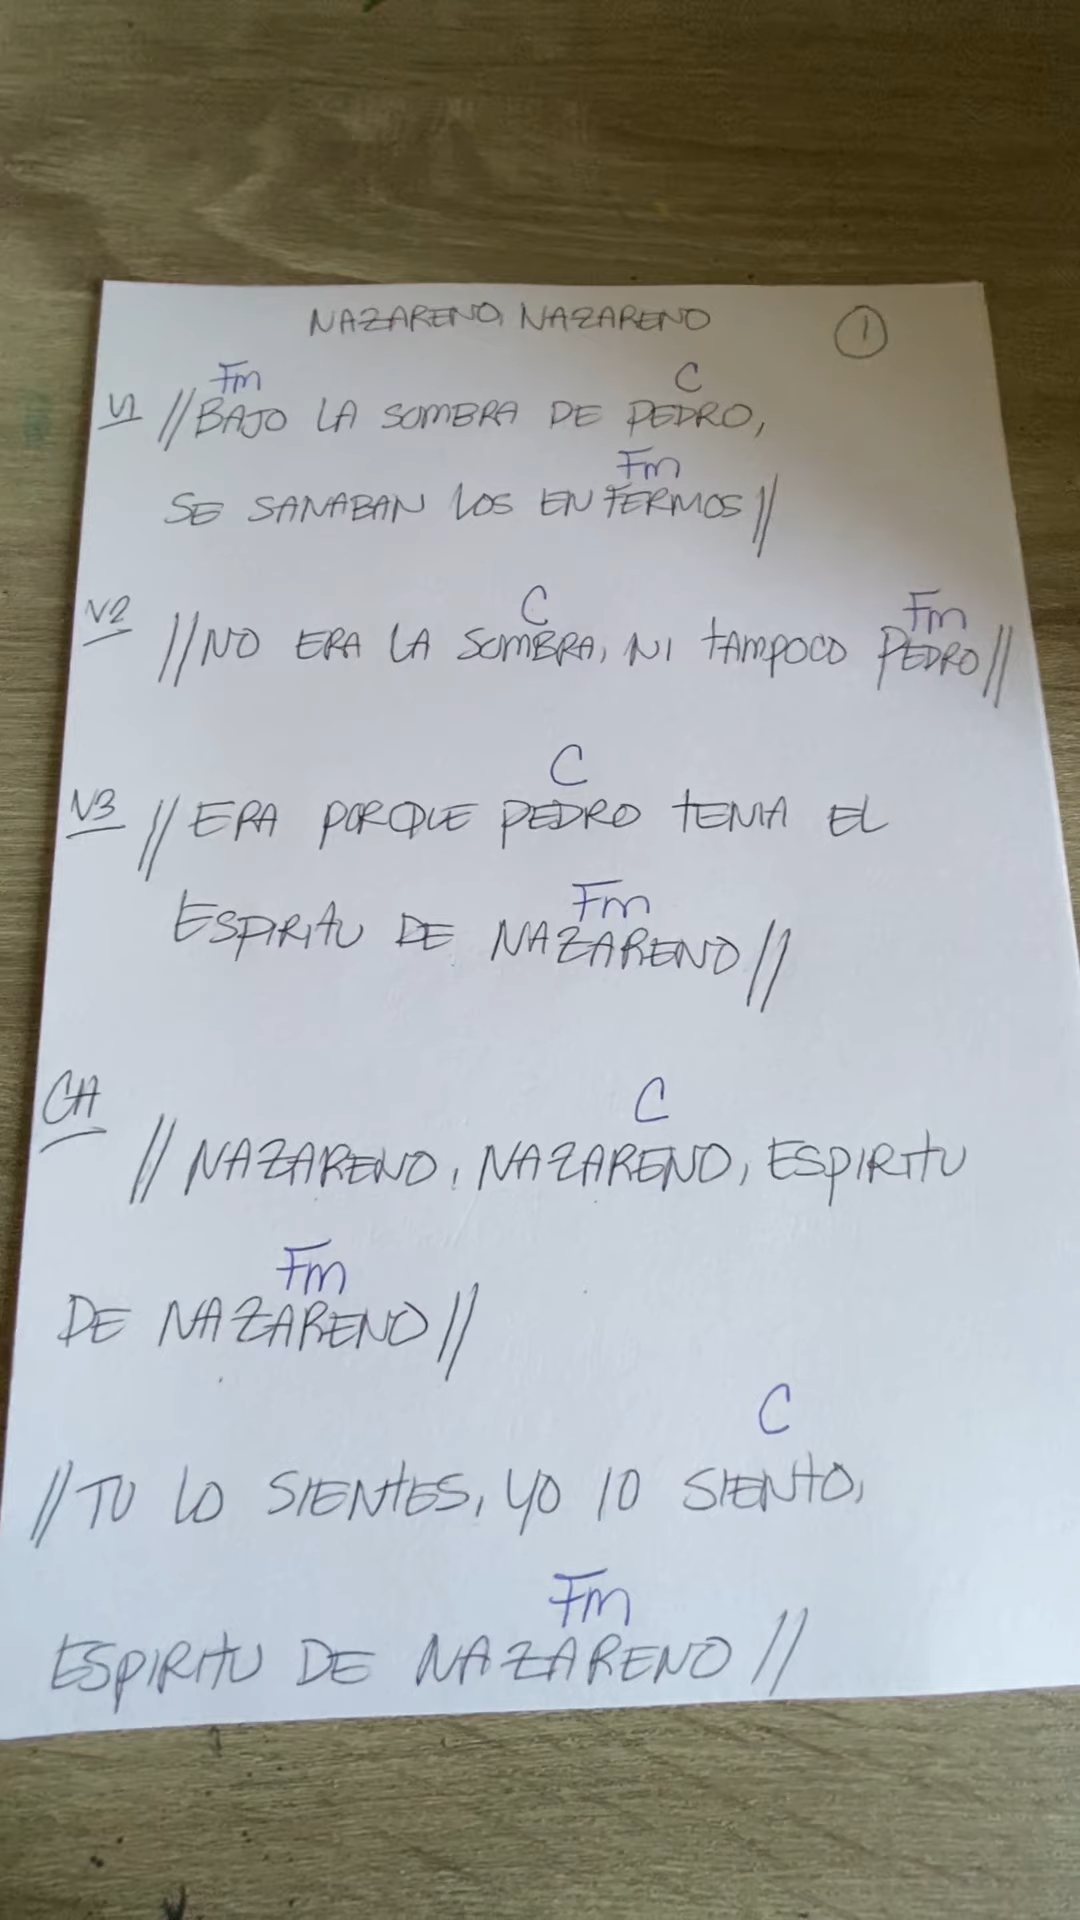 NAZARENO, NAZARENO 1
Fm C
V1 //BAJO LA SOMBRA DE PEDRO,
Fm
SE SANABAN LOS ENFERMOS//
C Fm
V2 //NO ERA LA SOMBRA, NI TAMPOCO PEDRO//
C
V3 //ERA PORQUE PEDRO TENIA EL
Fm
ESPIRITU DE NAZARENO//
CH C
//NAZARENO, NAZARENO, ESPIRITU
Fm
DE NAZARENO//
C
//TU LO SIENTES, YO LO SIENTO,
Fm
ESPIRITU DE NAZARENO//